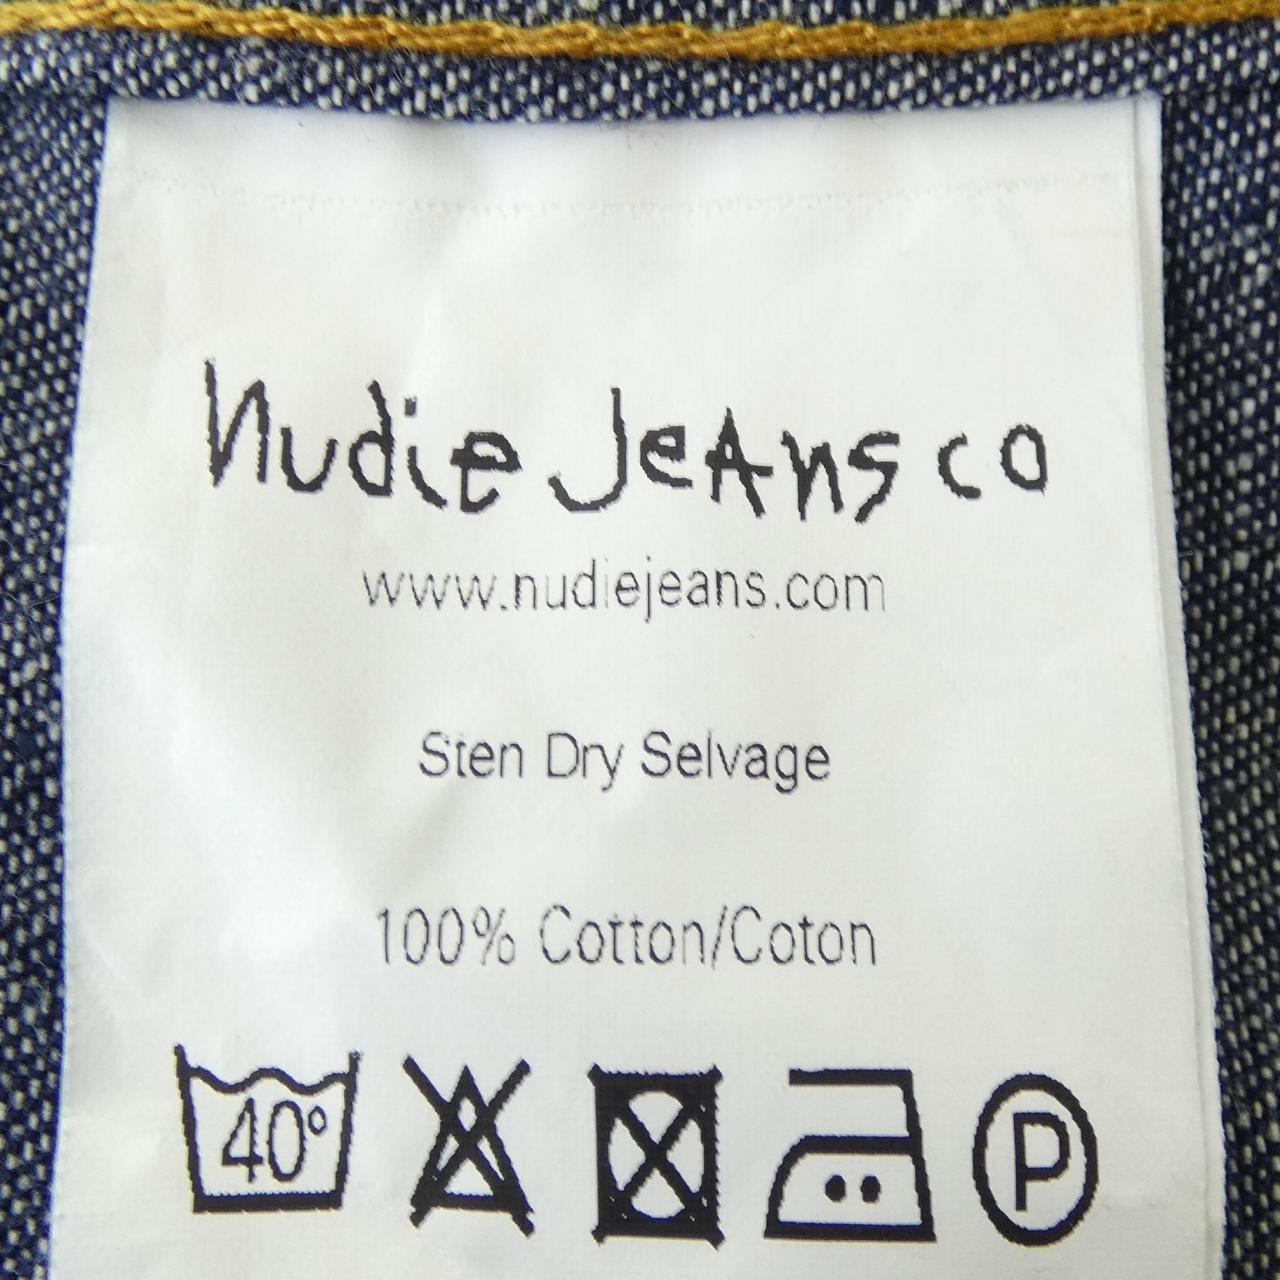 nudie JeAns co
www.nudiejeans.com
Sten Dry Selvage
100% Cotton/Coton
40° P